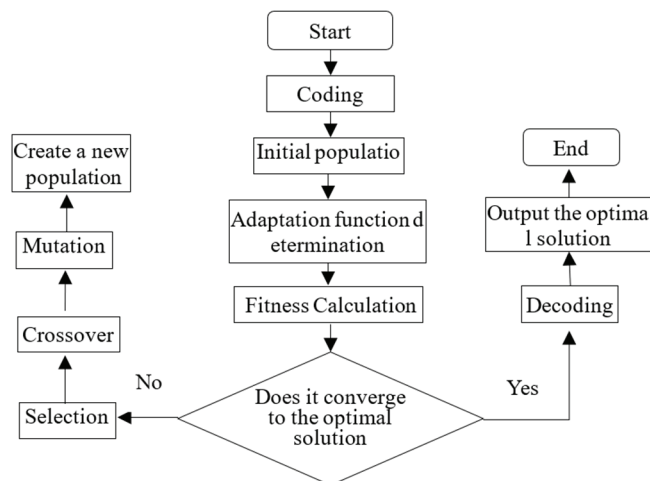 Start
Coding
Initial populatio
Adaptation function d
etermination
Fitness Calculation
Does it converge
to the optimal
solution
No
Selection
Crossover
Mutation
Create a new
population
Yes
Decoding
Output the optima
l solution
End